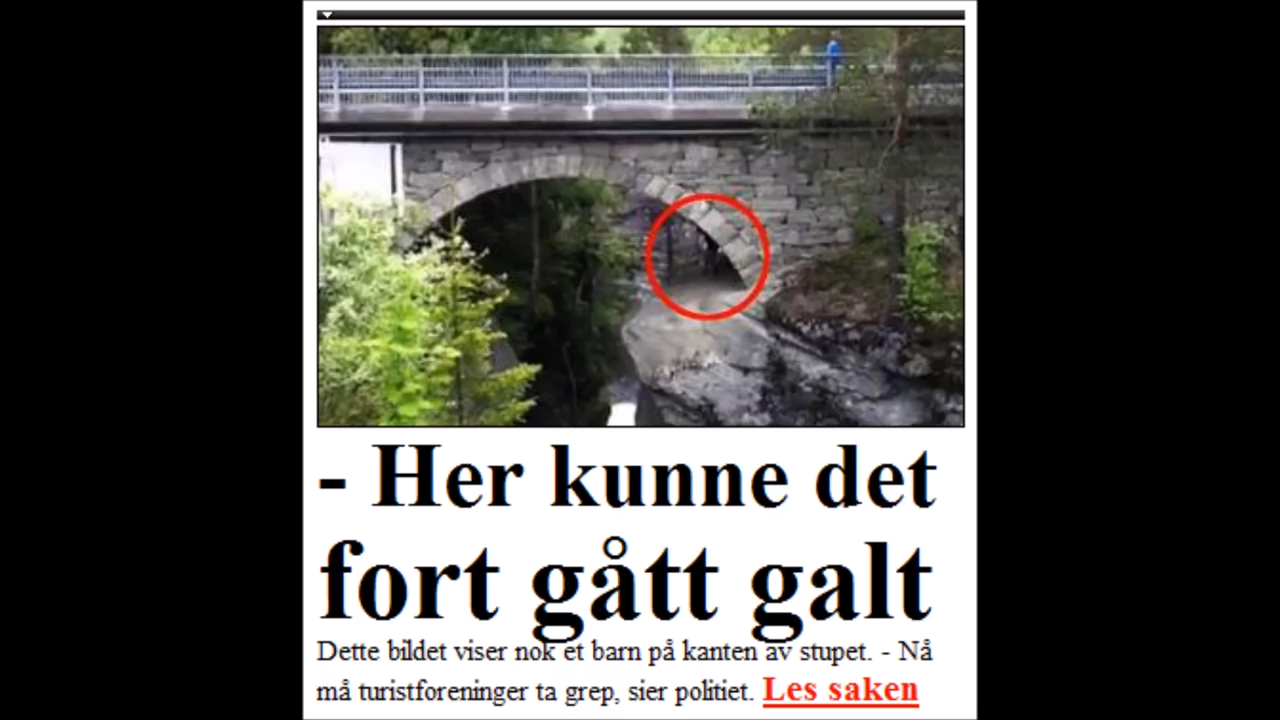 - Her kunne det
fort gått galt
Dette bildet viser nok et barn på kanten av stupet. - Nå
må turistforeninger ta grep, sier politiet. Les saken